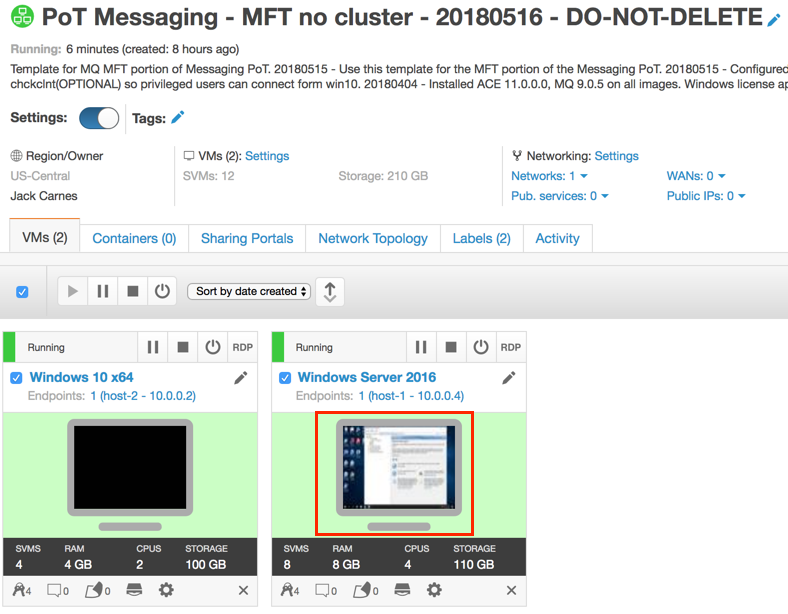 PoT Messaging - MFT no cluster - 20180516 - DO-NOT-DELETE
Running: 6 minutes (created: 8 hours ago)
Template for MQ MFT portion of Messaging PoT. 20180515 - Use this template for the MFT portion of the Messaging PoT. 20180515 - Configured
chckclnt(OPTIONAL) so privileged users can connect form win10. 20180404 - Installed ACE 11.0.0.0, MQ 9.0.5 on all images. Windows license ap
Settings: Tags:
Region/Owner VMs (2): Settings Networking: Settings
US-Central SVMs: 12 Storage: 210 GB Networks: 1 WANs: 0
Jack Carnes Pub. services: 0 Public IPs: 0
VMs (2) Containers (0) Sharing Portals Network Topology Labels (2) Activity
Sort by date created
Running RDP Running RDP
Windows 10 x64 Windows Server 2016
Endpoints: 1 (host-2 - 10.0.0.2) Endpoints: 1 (host-1 - 10.0.0.4)
SVMS RAM CPUS STORAGE SVMS RAM CPUS STORAGE
4 4 GB 2 100 GB 8 8 GB 4 110 GB
4 0 0 4 0 0